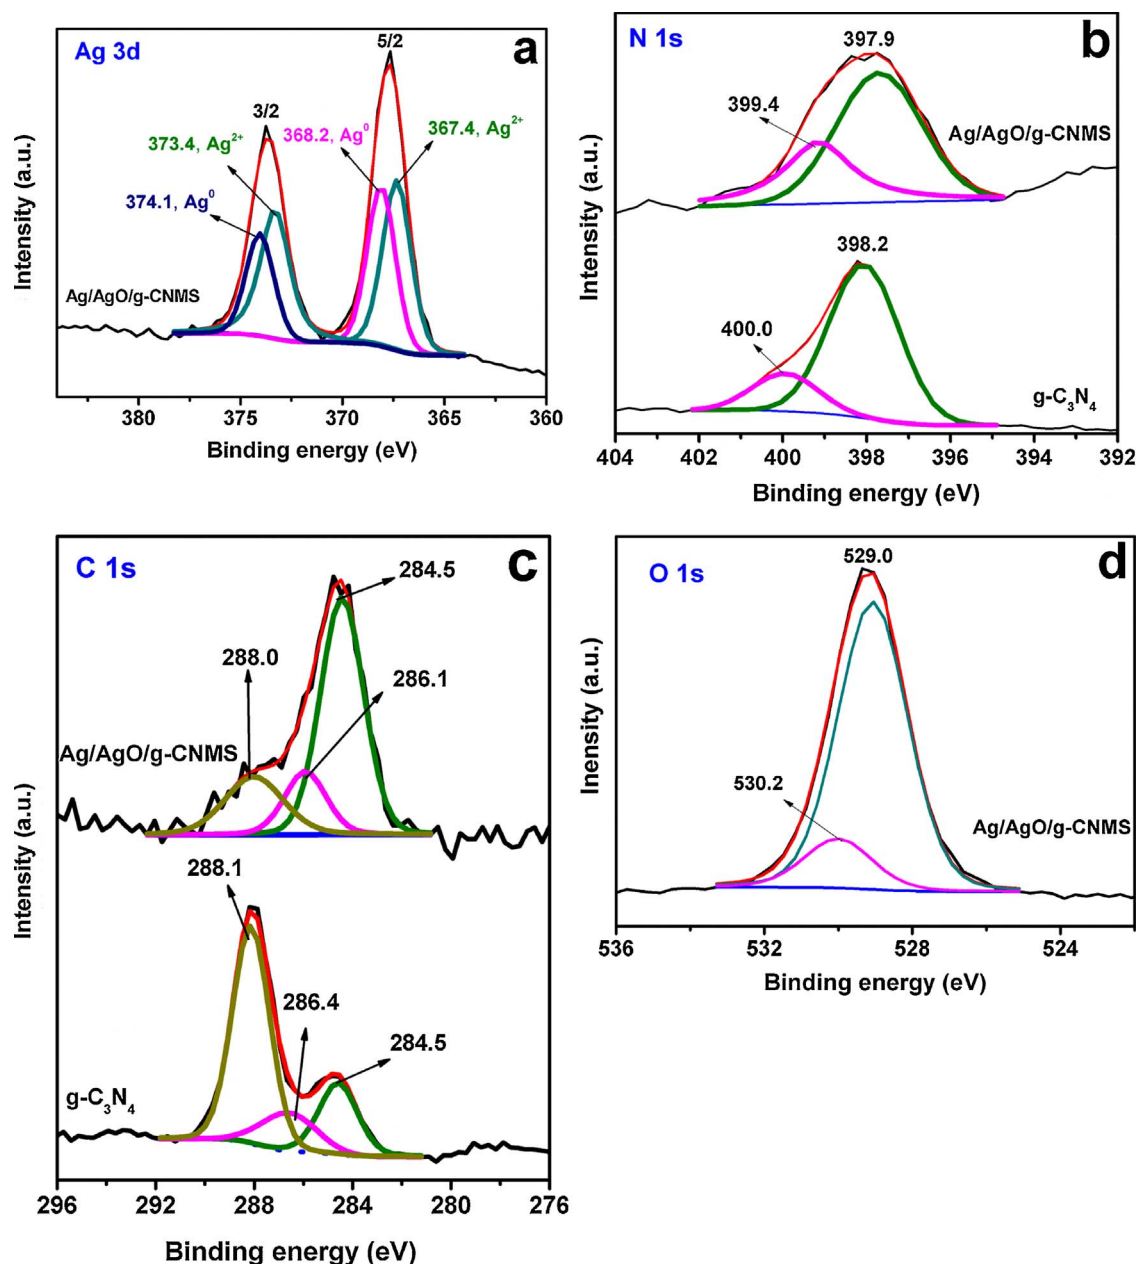 Ag 3d
a
5/2
3/2
373.4, Ag²⁺
368.2, Ag⁰
367.4, Ag²⁺
374.1, Ag⁰
Ag/AgO/g-CNMS
Intensity (a.u.)
380 375 370 365 360
Binding energy (eV)
N 1s
b
397.9
399.4
Ag/AgO/g-CNMS
398.2
400.0
g-C₃N₄
Intensity (a.u.)
404 402 400 398 396 394 392
Binding energy (eV)
C 1s
c
284.5
288.0
286.1
Ag/AgO/g-CNMS
288.1
286.4
284.5
g-C₃N₄
Intensity (a.u.)
296 292 288 284 280 276
Binding energy (eV)
O 1s
d
529.0
530.2
Ag/AgO/g-CNMS
Inensity (a.u.)
536 532 528 524
Binding energy (eV)